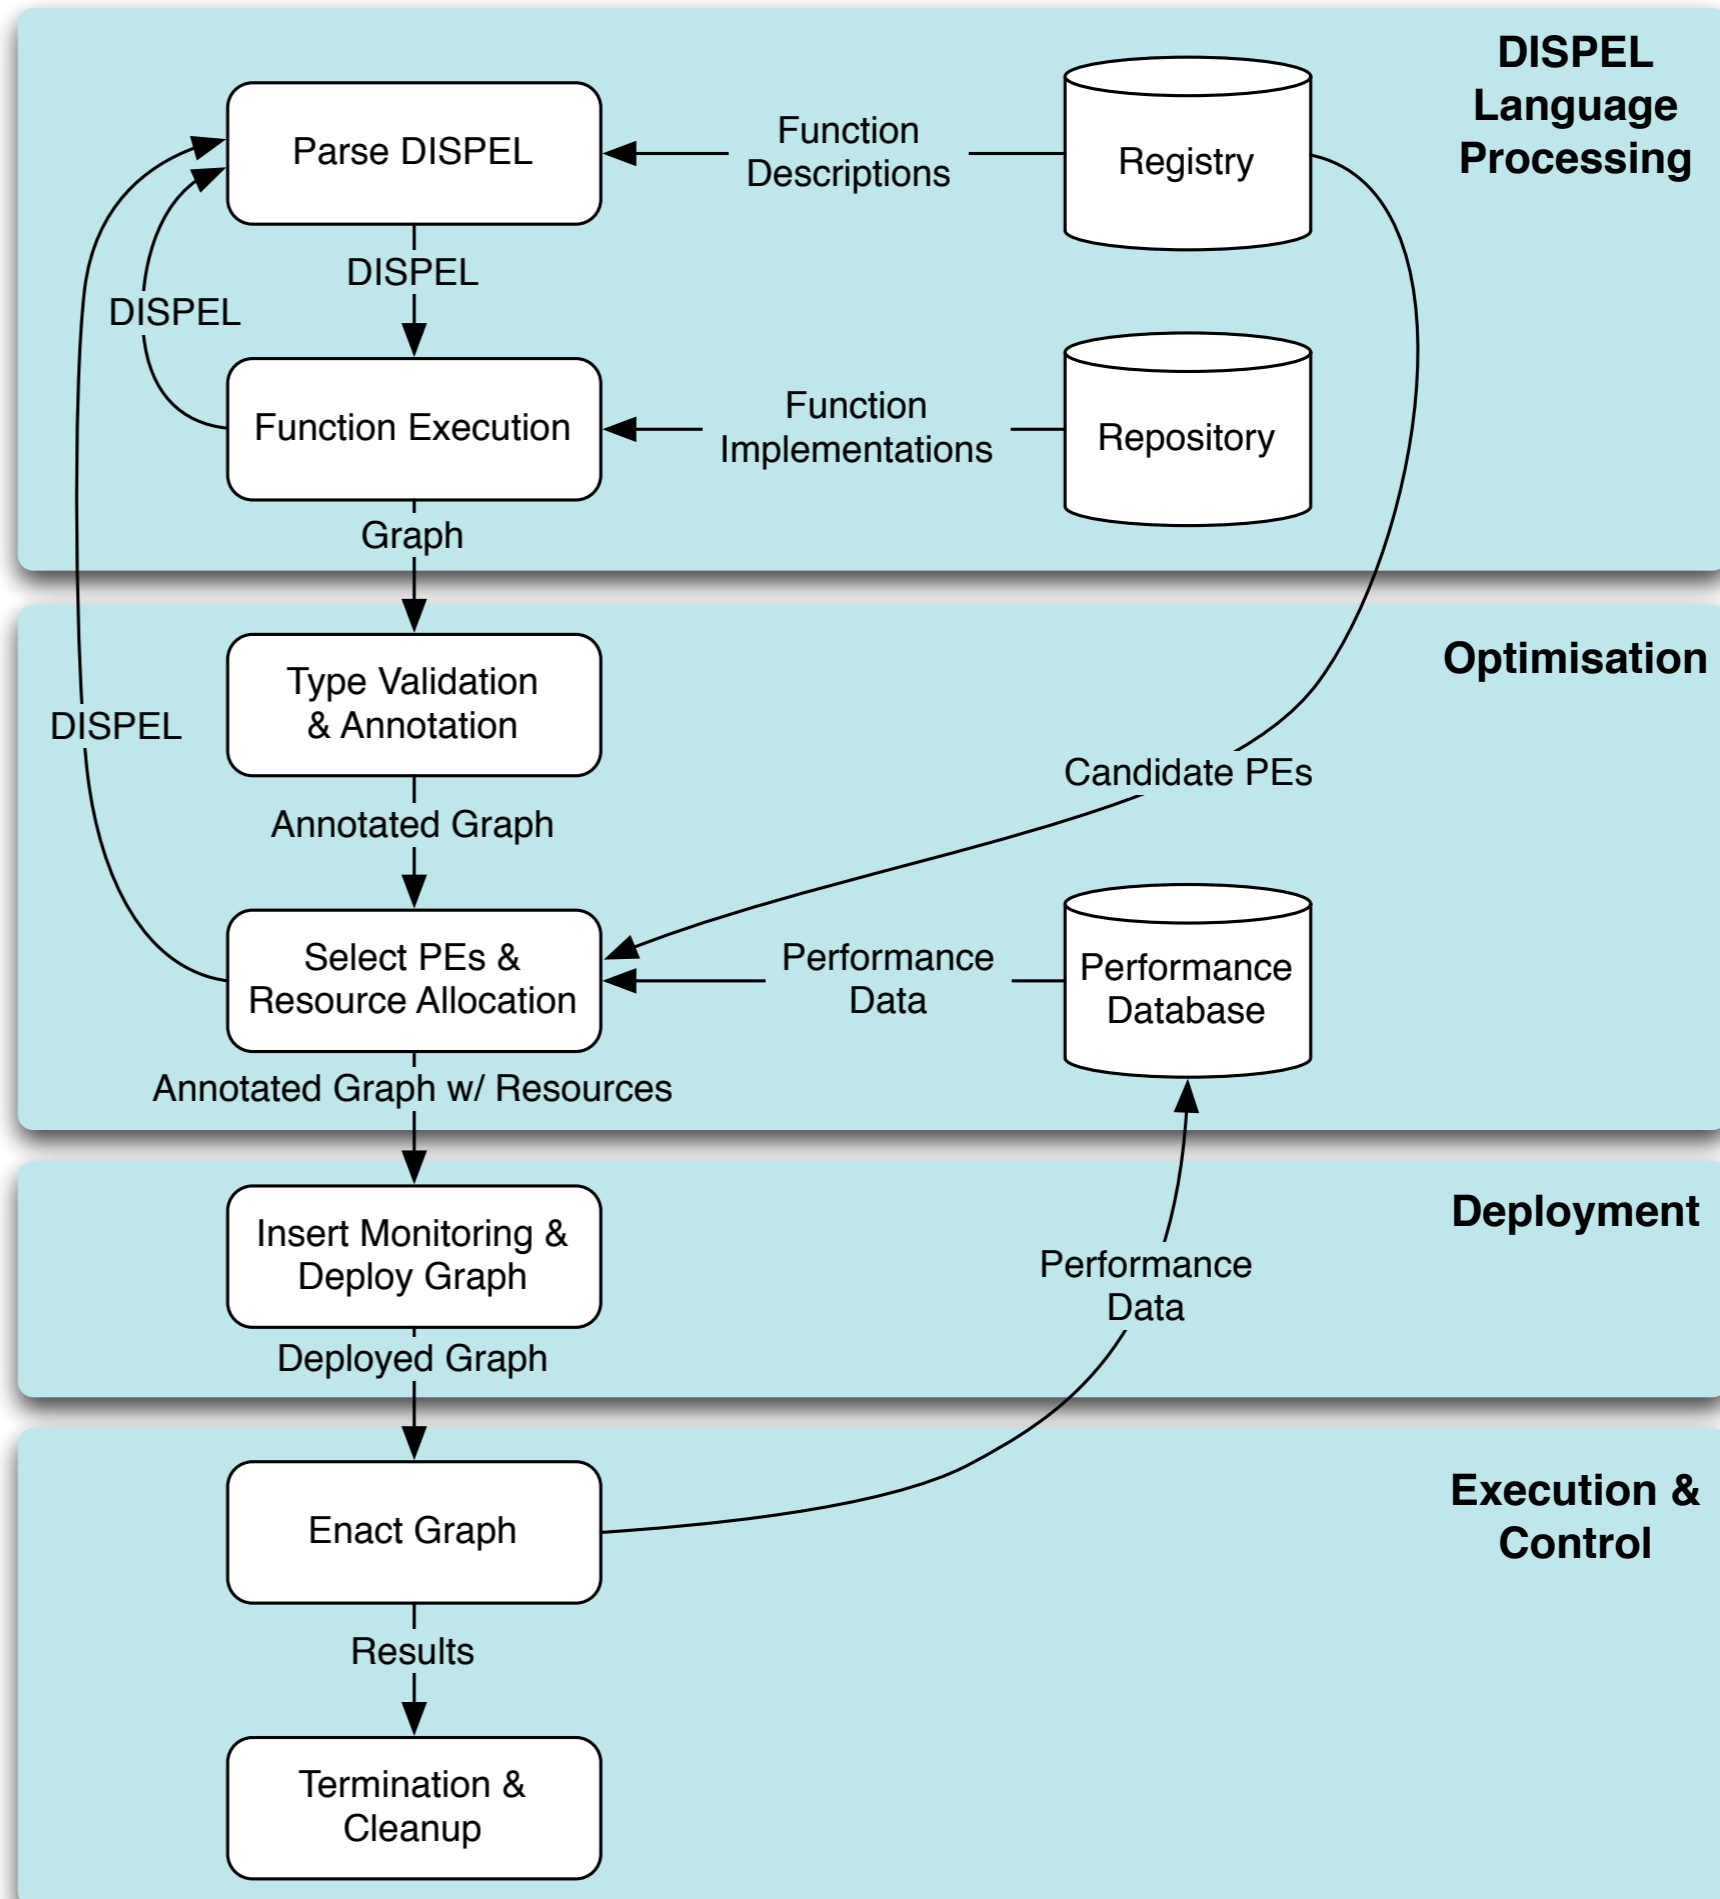 DISPEL
Language
Processing
Parse DISPEL
Function
Descriptions
Registry
DISPEL
DISPEL
Function Execution
Function
Implementations
Repository
Graph
Optimisation
Type Validation
& Annotation
DISPEL
Candidate PEs
Annotated Graph
Select PEs &
Resource Allocation
Performance
Data
Performance
Database
Annotated Graph w/ Resources
Deployment
Insert Monitoring &
Deploy Graph
Performance
Data
Deployed Graph
Execution &
Control
Enact Graph
Results
Termination &
Cleanup